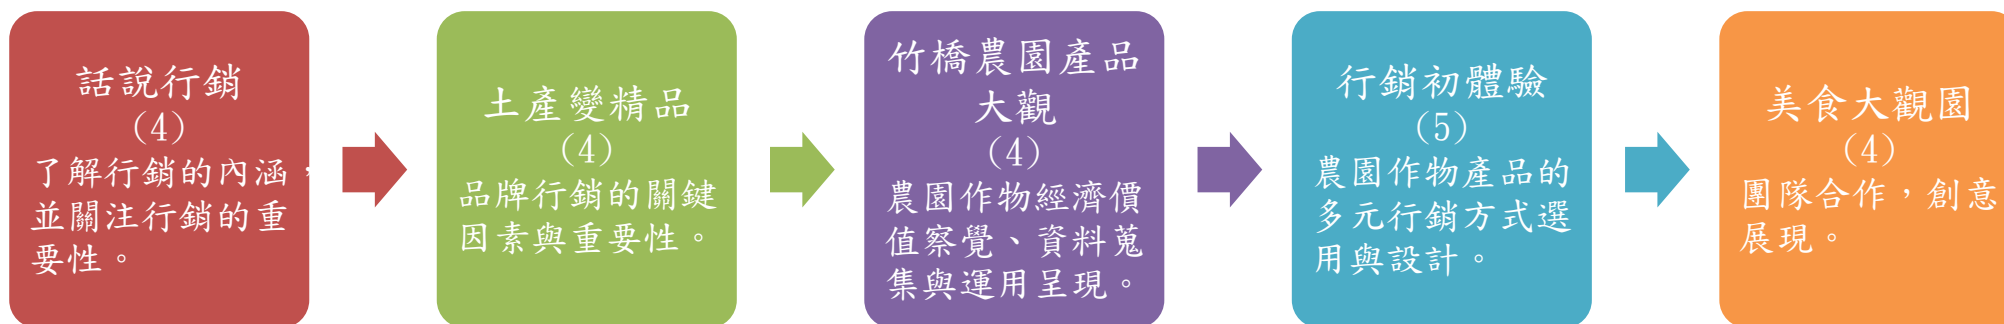 話說行銷
(4)
了解行銷的內涵，
並關注行銷的重
要性。
土產變精品
(4)
品牌行銷的關鍵
因素與重要性。
竹橋農園產品
大觀
(4)
農園作物經濟價
值察覺、資料蒐
集與運用呈現。
行銷初體驗
(5)
農園作物產品的
多元行銷方式選
用與設計。
美食大觀園
(4)
團隊合作，創意
展現。